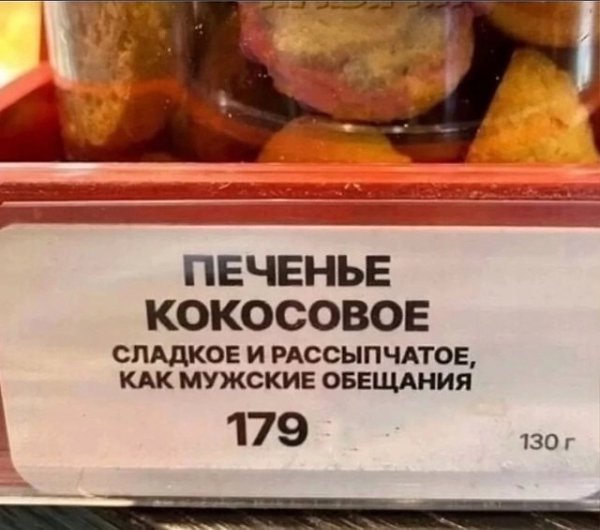 ПЕЧЕНЬЕ
КОКОСОВОЕ
СЛАДКОЕ И РАССЫПЧАТОЕ,
КАК МУЖСКИЕ ОБЕЩАНИЯ
179
130 г